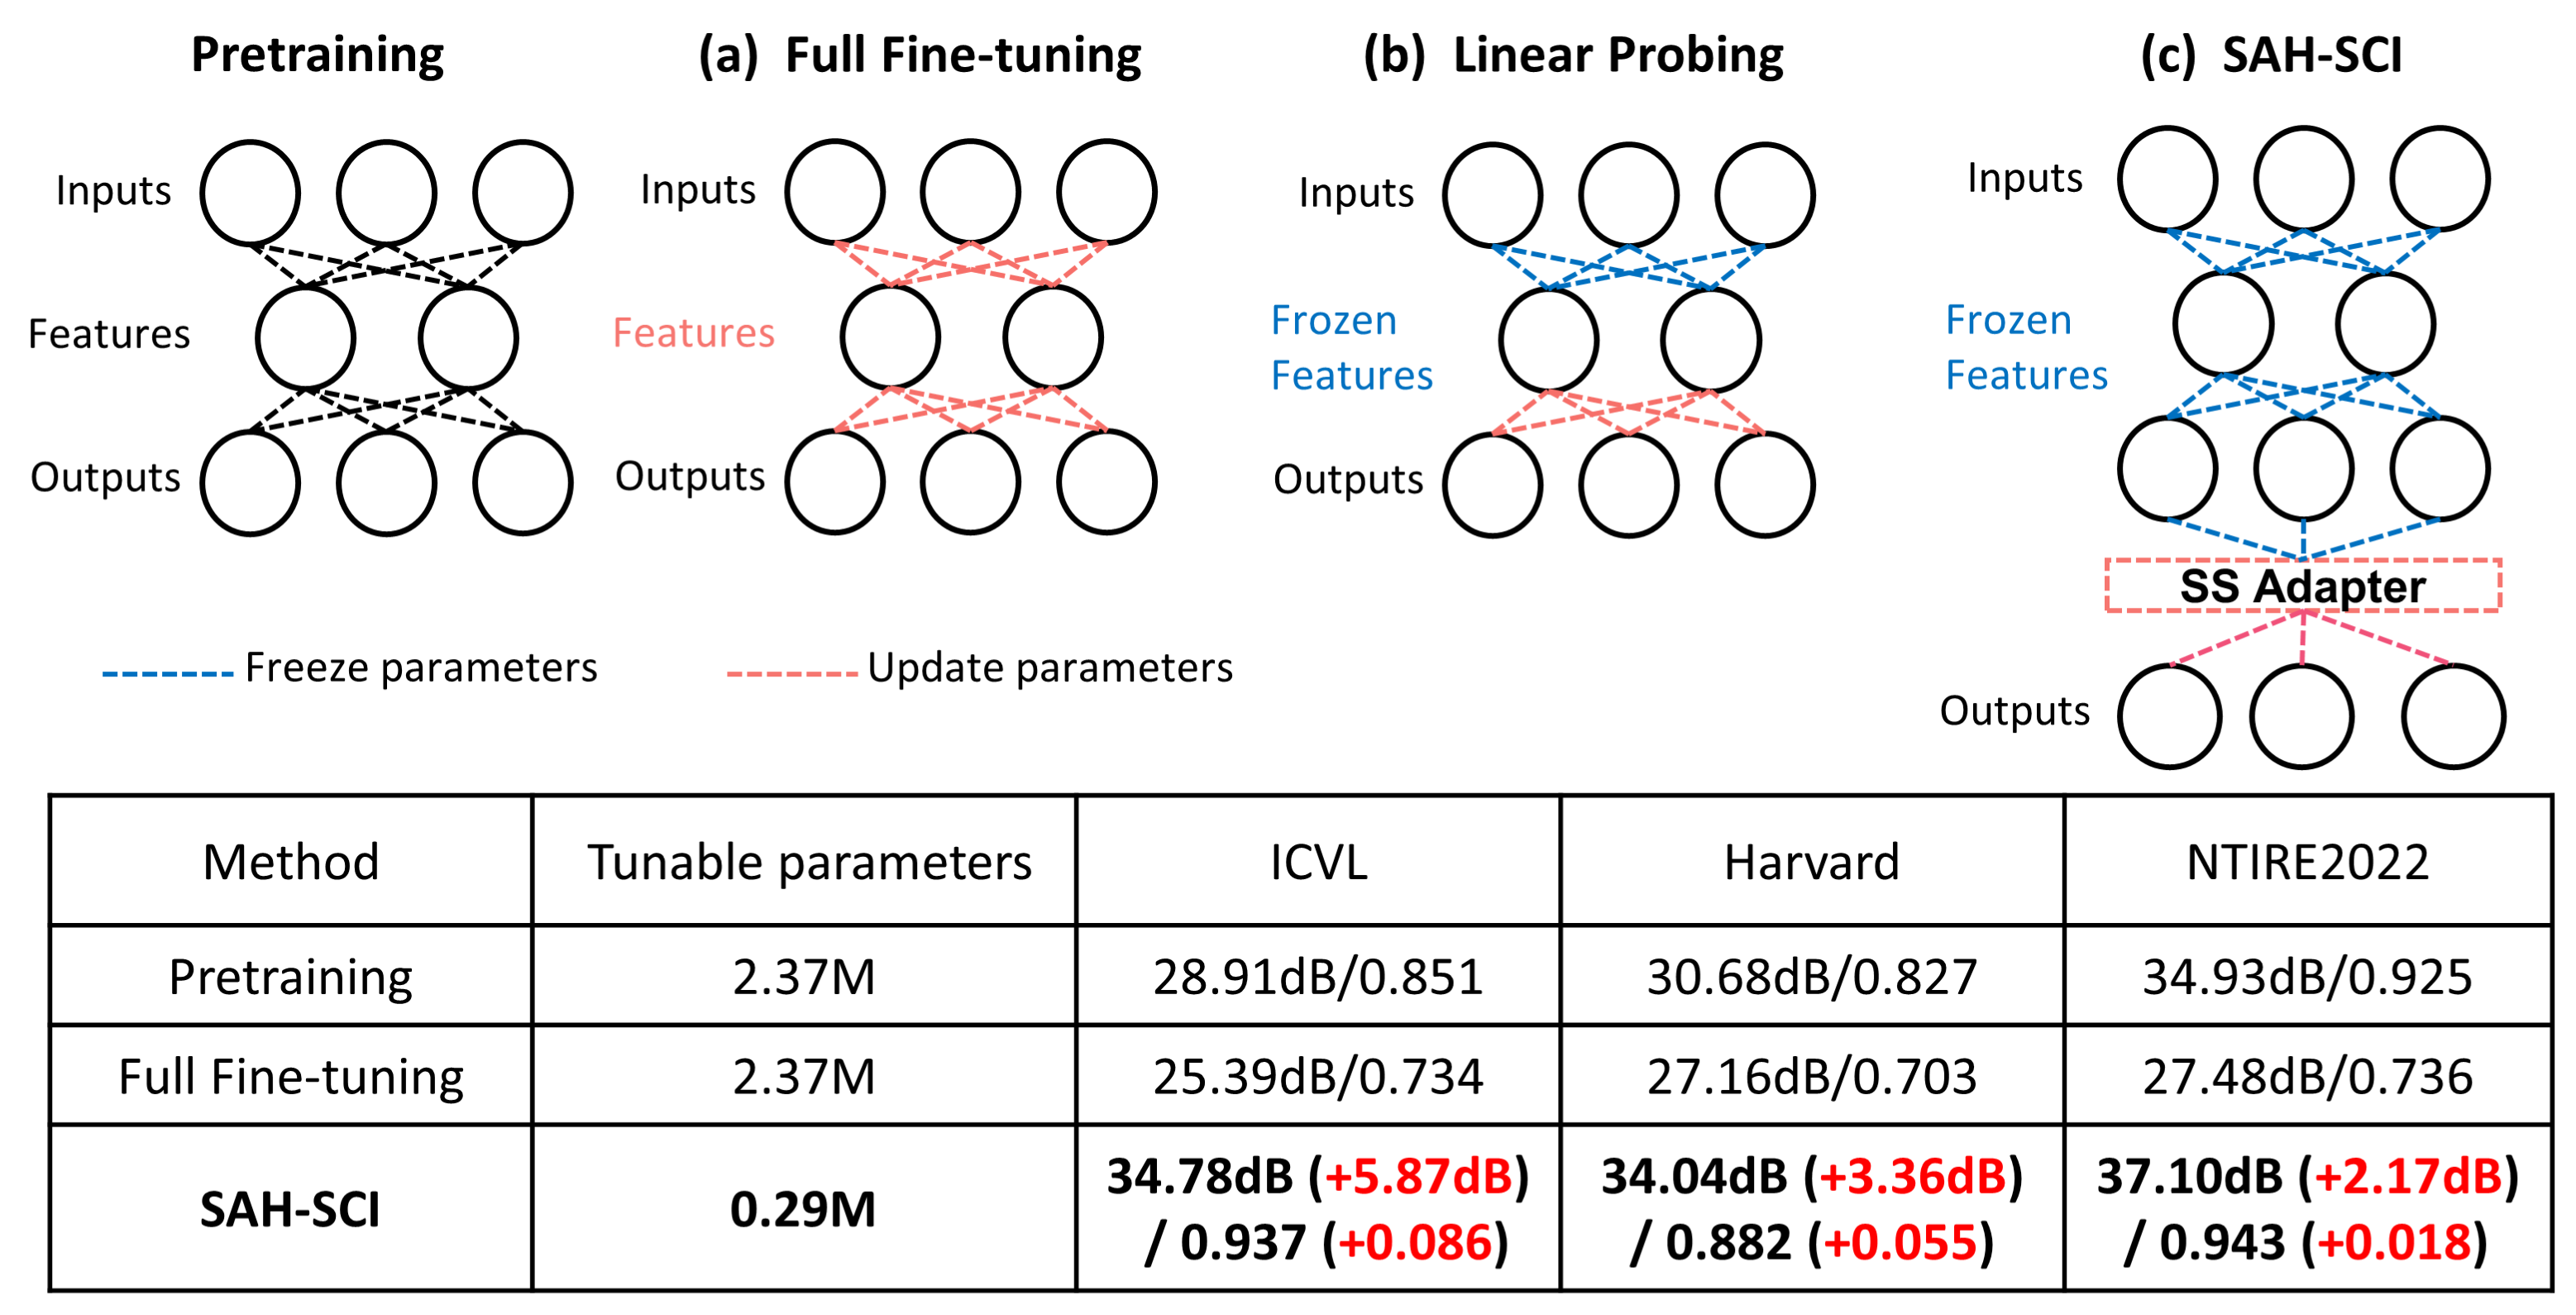 Pretraining
(a) Full Fine-tuning
(b) Linear Probing
(c) SAH-SCI
Inputs
Features
Outputs
Inputs
Features
Outputs
Inputs
Frozen
Features
Outputs
Inputs
Frozen
Features
SS Adapter
Outputs
Freeze parameters
Update parameters
Method Tunable parameters ICVL Harvard NTIRE2022
Pretraining 2.37M 28.91dB/0.851 30.68dB/0.827 34.93dB/0.925
Full Fine-tuning 2.37M 25.39dB/0.734 27.16dB/0.703 27.48dB/0.736
SAH-SCI 0.29M
34.78dB (+5.87dB)
/ 0.937 (+0.086)
34.04dB (+3.36dB)
/ 0.882 (+0.055)
37.10dB (+2.17dB)
/ 0.943 (+0.018)